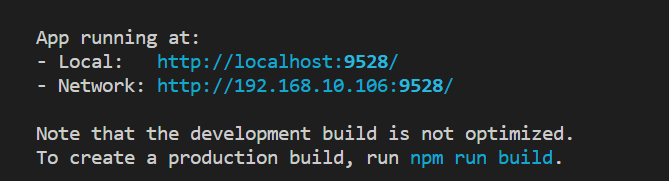 App running at:
- Local:   http://localhost:9528/
- Network: http://192.168.10.106:9528/
Note that the development build is not optimized.
To create a production build, run npm run build.